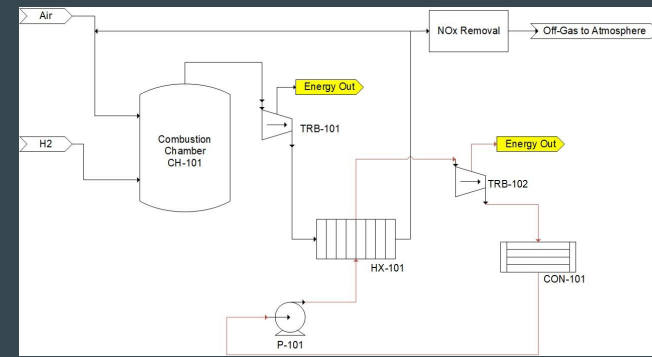 Air
NOx Removal
Off-Gas to Atmosphere
Energy Out
TRB-101
H2
Combustion
Chamber
CH-101
Energy Out
TRB-102
HX-101
CON-101
P-101